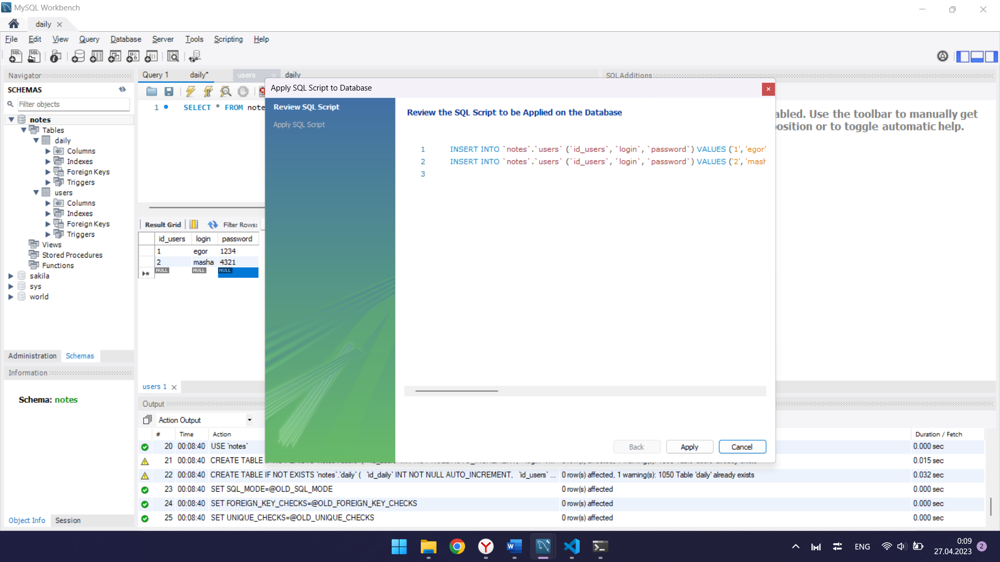 MySQL Workbench
daily
File Edit View Query Database Server Tools Scripting Help
Navigator
SCHEMAS
Filter objects
notes
Tables
daily
Columns
Indexes
Foreign Keys
Triggers
users
Columns
Indexes
Foreign Keys
Triggers
Views
Stored Procedures
Functions
sakila
sys
world
Administration Schemas
Information
Schema: notes
Object Info Session
Query 1 daily* users daily
1 SELECT * FROM note
Result Grid Filter Rows:
id_users login password
1 egor 1234
2 masha 4321
NULL NULL NULL
users 1
SQLAdditions
abled. Use the toolbar to manually get
position or to toggle automatic help.
Apply SQL Script to Database
Review SQL Script
Apply SQL Script
Review the SQL Script to be Applied on the Database
1 INSERT INTO `notes`.`users` (`id_users`, `login`, `password`) VALUES ('1', 'egor'
2 INSERT INTO `notes`.`users` (`id_users`, `login`, `password`) VALUES ('2', 'mash
3
Back Apply Cancel
Output
Action Output
# Time Action Duration / Fetch
20 00:08:40 USE `notes` 0.000 sec
21 00:08:40 CREATE TABLE 0.015 sec
22 00:08:40 CREATE TABLE IF NOT EXISTS `notes`.`daily` ( `id_daily` INT NOT NULL AUTO_INCREMENT, `id_users` ... 0 row(s) affected, 1 warning(s): 1050 Table 'daily' already exists 0.032 sec
23 00:08:40 SET SQL_MODE=@OLD_SQL_MODE 0 row(s) affected 0.000 sec
24 00:08:40 SET FOREIGN_KEY_CHECKS=@OLD_FOREIGN_KEY_CHECKS 0 row(s) affected 0.000 sec
25 00:08:40 SET UNIQUE_CHECKS=@OLD_UNIQUE_CHECKS 0 row(s) affected 0.000 sec
ENG
0:09
27.04.2023
2